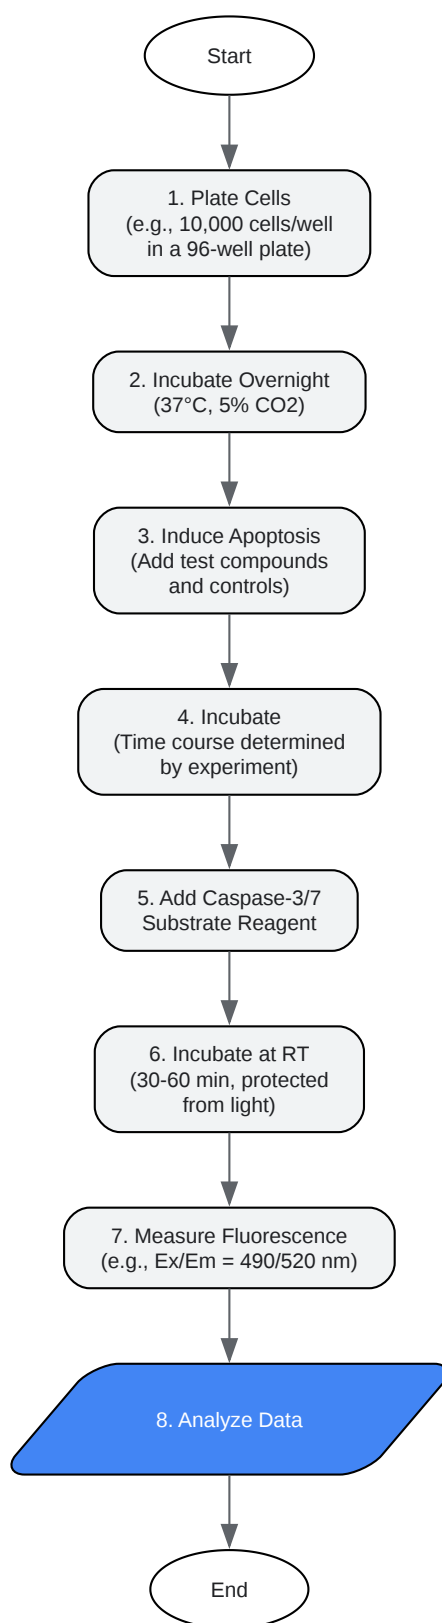 Start
1. Plate Cells
(e.g., 10,000 cells/well
in a 96-well plate)
2. Incubate Overnight
(37°C, 5% CO2)
3. Induce Apoptosis
(Add test compounds
and controls)
4. Incubate
(Time course determined
by experiment)
5. Add Caspase-3/7
Substrate Reagent
6. Incubate at RT
(30-60 min, protected
from light)
7. Measure Fluorescence
(e.g., Ex/Em = 490/520 nm)
8. Analyze Data
End